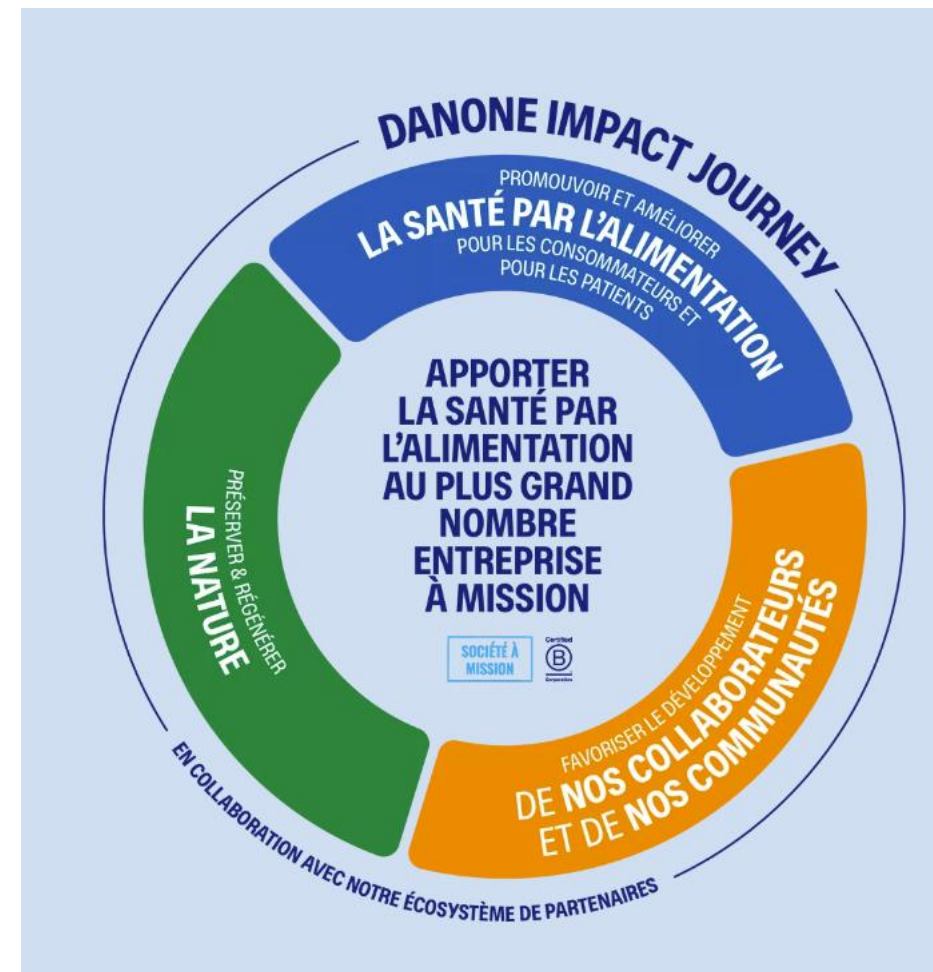 DANONE IMPACT JOURNEY
PROMOUVOIR ET AMÉLIORER
LA SANTÉ PAR L'ALIMENTATION
POUR LES CONSOMMATEURS ET
POUR LES PATIENTS
APPORTER
LA SANTÉ PAR
L'ALIMENTATION
AU PLUS GRAND
NOMBRE
ENTREPRISE
À MISSION
SOCIÉTÉ À
MISSION
Certified
B
Corporation
PRÉSERVER & RÉGÉNÉRER
LA NATURE
FAVORISER LE DÉVELOPPEMENT
DE NOS COLLABORATEURS
ET DE NOS COMMUNAUTÉS
EN COLLABORATION AVEC NOTRE ÉCOSYSTÈME DE PARTENAIRES